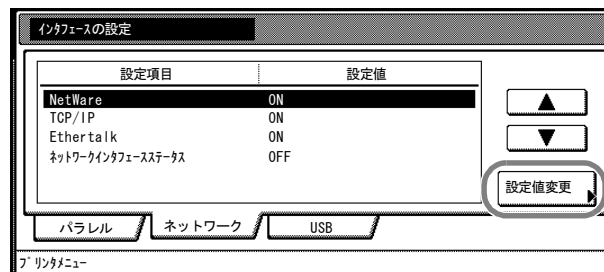 インタフェースの設定
設定項目 設定値
NetWare ON
TCP/IP ON
Ethertalk ON
ネットワークインタフェースステータス OFF
▲
▼
設定値変更
パラレル ネットワーク USB
プリンタメニュー